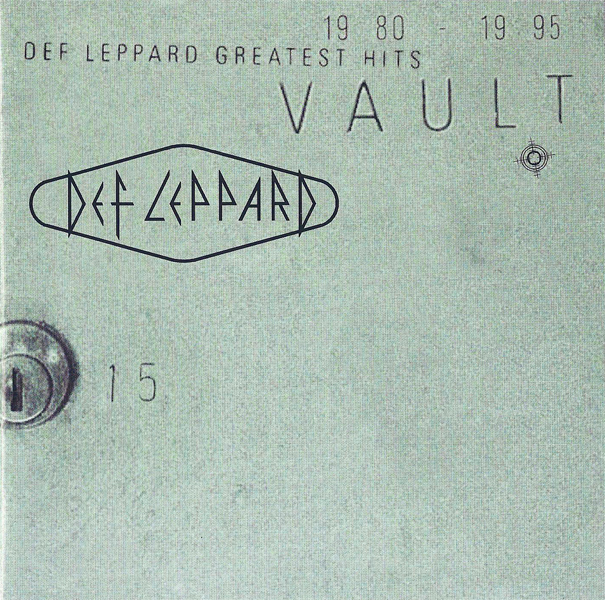 19 80 - 19 95
DEF LEPPARD GREATEST HITS
VAULT
DEF LEPPARD
15